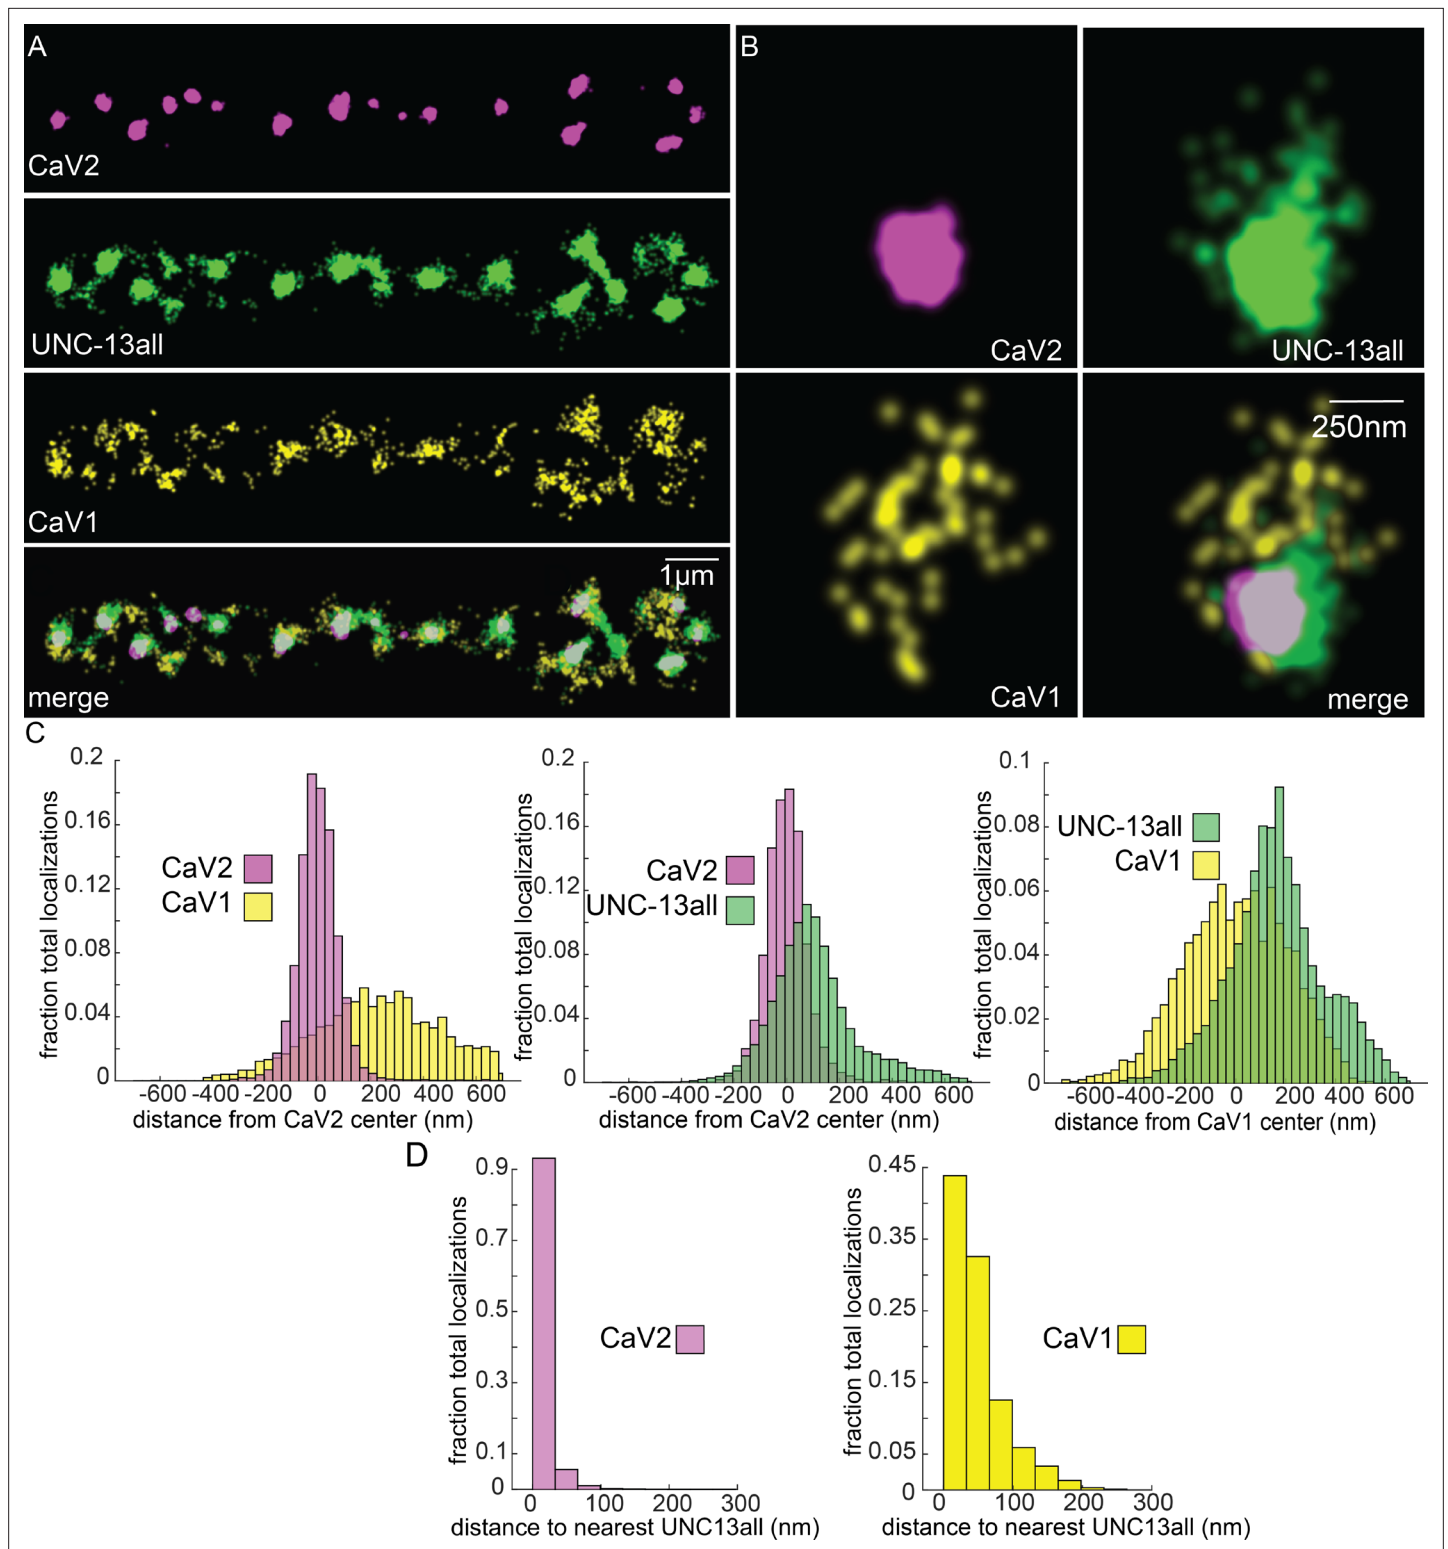 A
CaV2
UNC-13all
CaV1
1µm
merge
B
CaV2
UNC-13all
CaV1
250nm
merge
C
fraction total localizations
0.2
0.16
0.12
0.08
0.04
0
CaV2
CaV1
-600 -400 -200 0 200 400 600
distance from CaV2 center (nm)
fraction total localizations
0.2
0.16
0.12
0.08
0.04
0
CaV2
UNC-13all
-600 -400 -200 0 200 400 600
distance from CaV2 center (nm)
fraction total localizations
0.1
0.08
0.06
0.04
0.02
0
UNC-13all
CaV1
-600 -400 -200 0 200 400 600
distance from CaV1 center (nm)
D
fraction total localizations
0.9
0.7
0.5
0.3
0.1
0
CaV2
0 100 200 300
distance to nearest UNC13all (nm)
fraction total localizations
0.45
0.35
0.25
0.15
0.05
0
CaV1
0 100 200 300
distance to nearest UNC13all (nm)